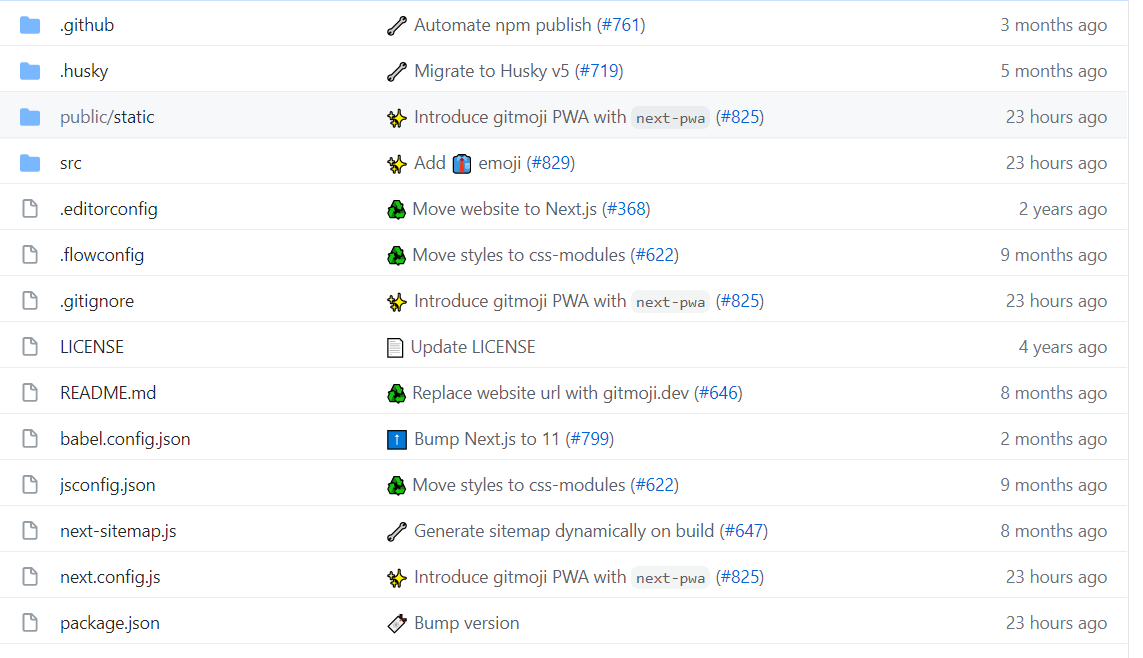 .github 🔧 Automate npm publish (#761) 3 months ago
.husky 🔧 Migrate to Husky v5 (#719) 5 months ago
public/static ✨ Introduce gitmoji PWA with next-pwa (#825) 23 hours ago
src ✨ Add 👔 emoji (#829) 23 hours ago
.editorconfig ♻️ Move website to Next.js (#368) 2 years ago
.flowconfig ♻️ Move styles to css-modules (#622) 9 months ago
.gitignore ✨ Introduce gitmoji PWA with next-pwa (#825) 23 hours ago
LICENSE 📄 Update LICENSE 4 years ago
README.md ♻️ Replace website url with gitmoji.dev (#646) 8 months ago
babel.config.json ⬆️ Bump Next.js to 11 (#799) 2 months ago
jsconfig.json ♻️ Move styles to css-modules (#622) 9 months ago
next-sitemap.js 🔧 Generate sitemap dynamically on build (#647) 8 months ago
next.config.js ✨ Introduce gitmoji PWA with next-pwa (#825) 23 hours ago
package.json 🔖 Bump version 23 hours ago